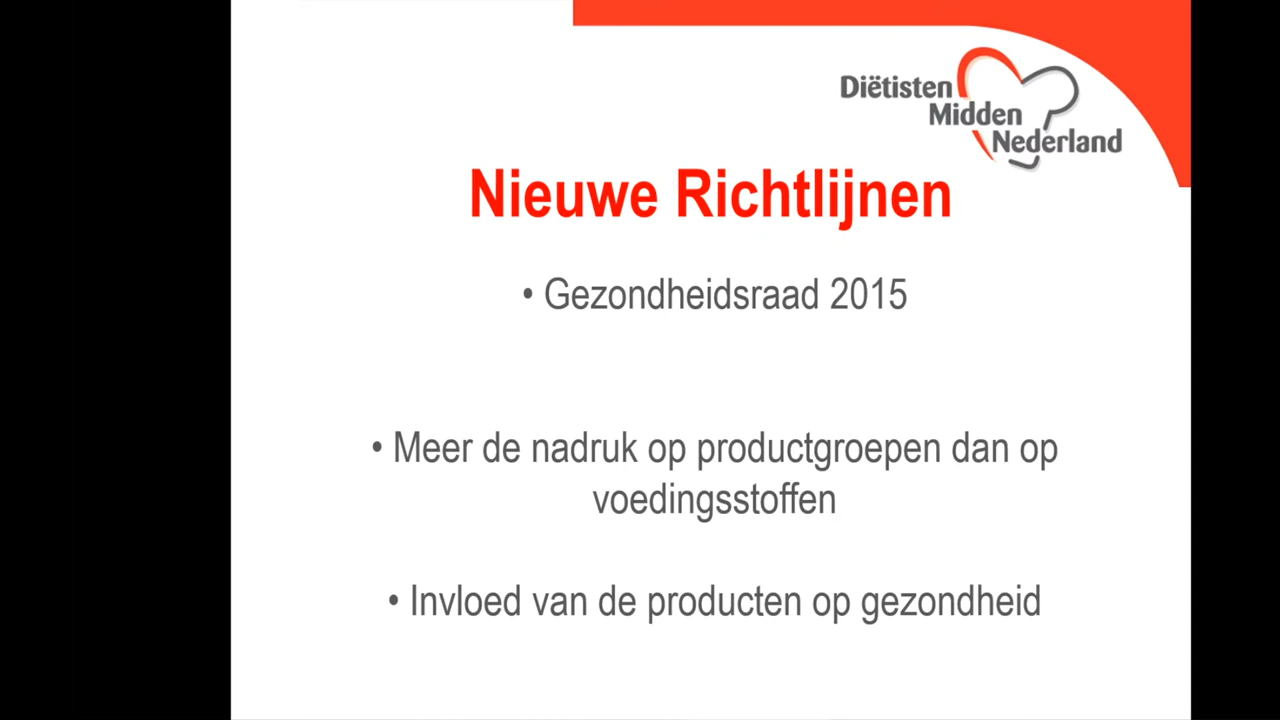 Diëtisten
Midden
Nederland
Nieuwe Richtlijnen
• Gezondheidsraad 2015
• Meer de nadruk op productgroepen dan op
voedingsstoffen
• Invloed van de producten op gezondheid